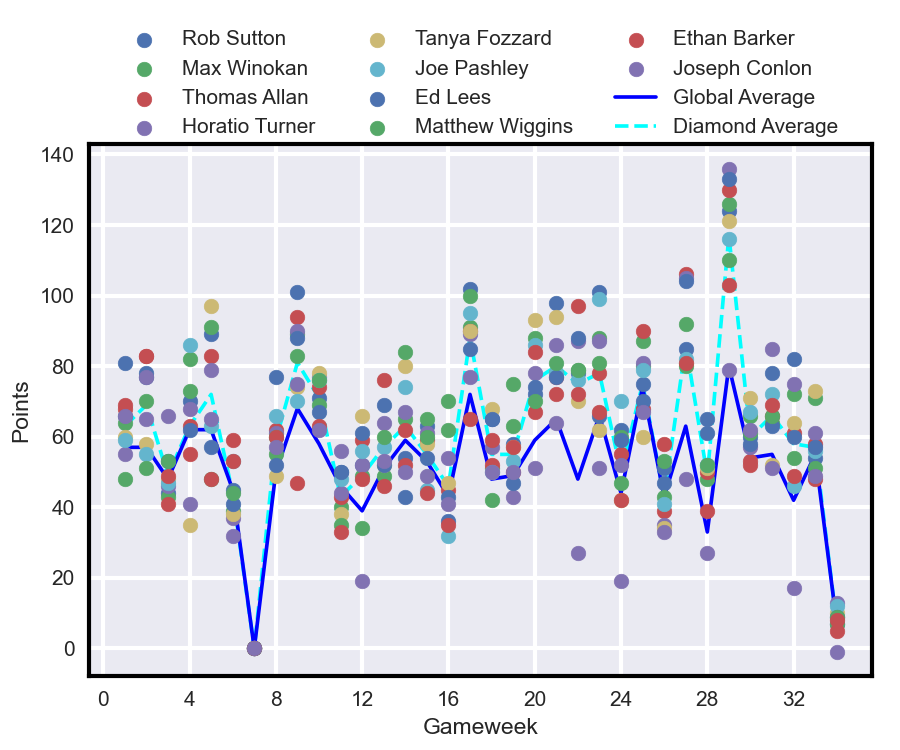 Rob Sutton
Max Winokan
Thomas Allan
Horatio Turner
Tanya Fozzard
Joe Pashley
Ed Lees
Matthew Wiggins
Ethan Barker
Joseph Conlon
Global Average
Diamond Average
140
120
100
80
60
40
20
0
Points
0 4 8 12 16 20 24 28 32
Gameweek